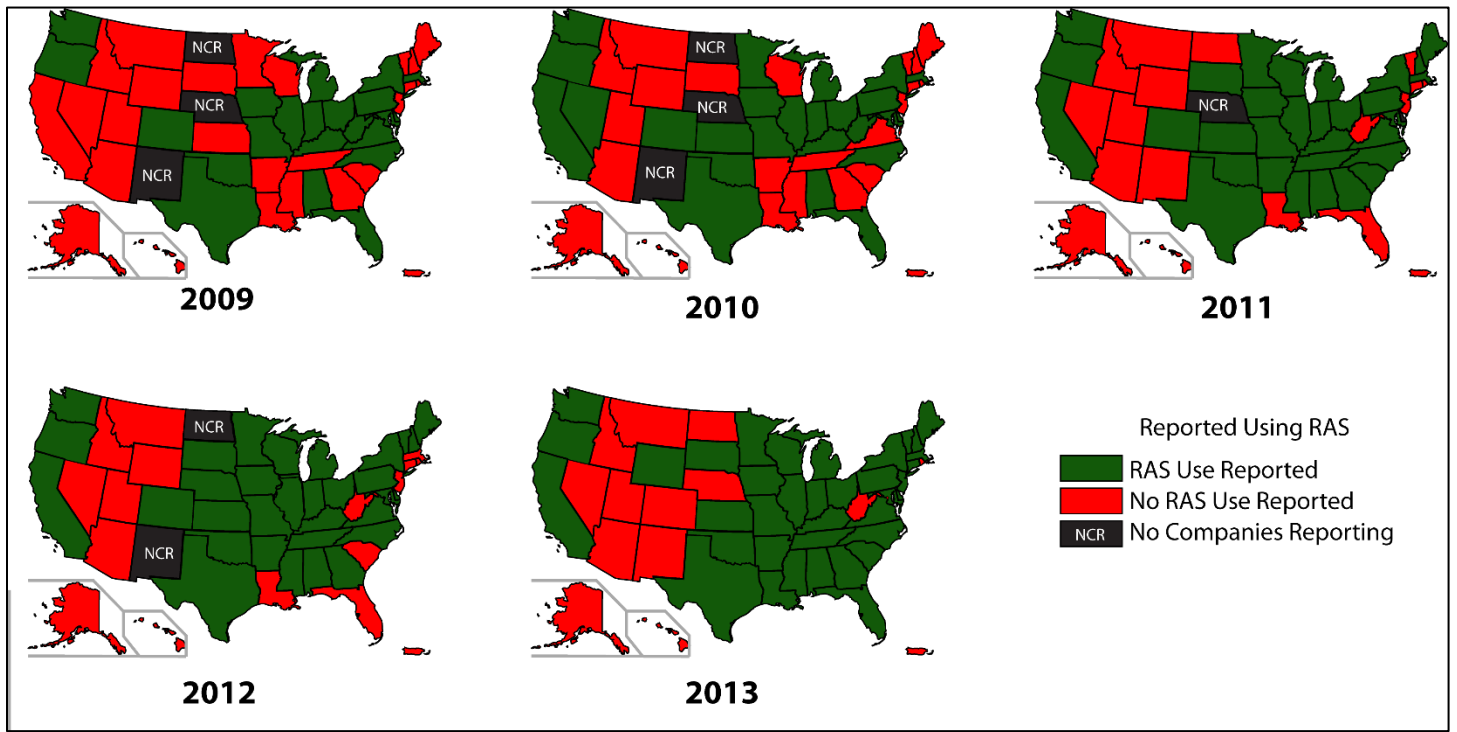 NCR
NCR
NCR
2009
NCR
NCR
NCR
2010
NCR
2011
NCR
NCR
2012
2013
Reported Using RAS
RAS Use Reported
No RAS Use Reported
NCR No Companies Reporting